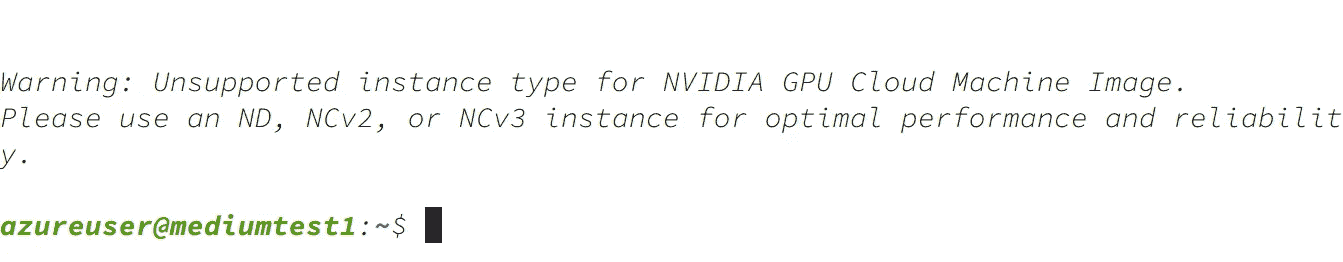 Warning: Unsupported instance type for NVIDIA GPU Cloud Machine Image.
Please use an ND, NCv2, or NCv3 instance for optimal performance and reliabilit
y.
azureuser@mediumtest1:~$